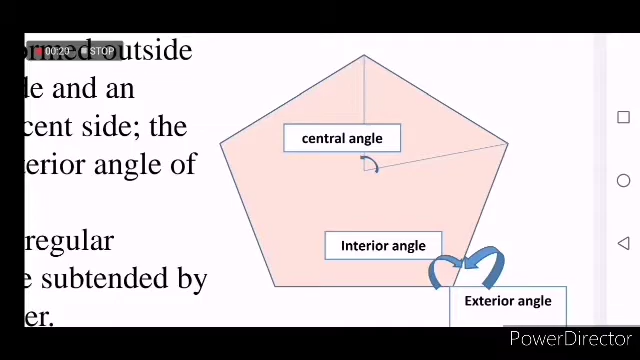 00:20 STOP
ormed outside
le and an
cent side; the
terior angle of
regular
e subtended by
er.
central angle
Interior angle
Exterior angle
PowerDirector